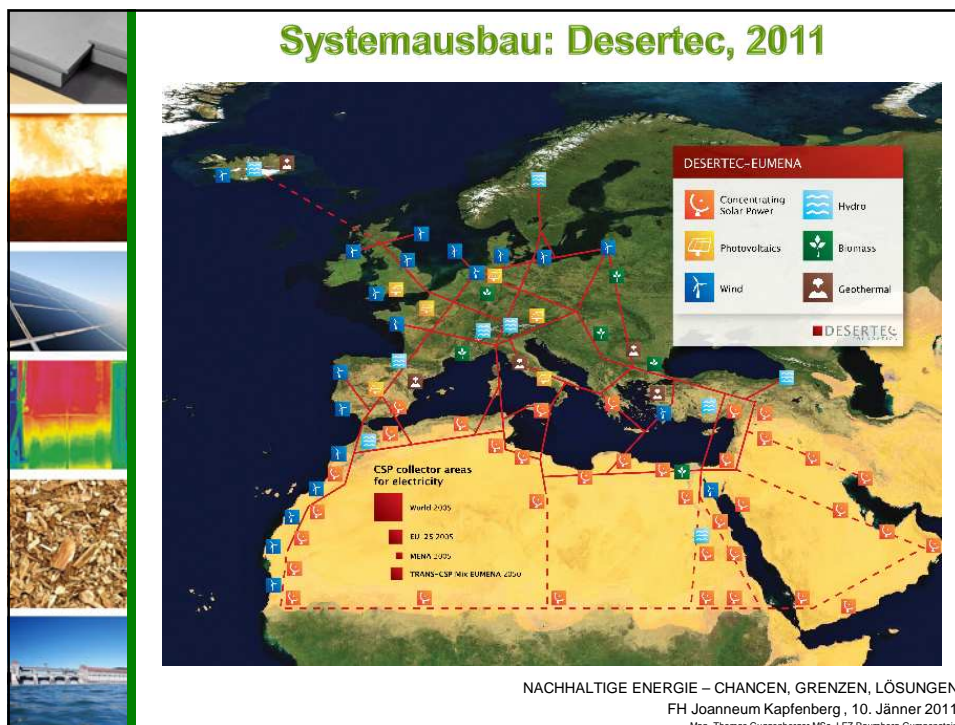 Systemausbau: Desertec, 2011
DESERTEC–EUMENA
Concentrating
Solar Power
Hydro
Photovoltaics
Biomass
Wind
Geothermal
DESERTEC
CSP collector areas
for electricity
World 2005
EU-25 2005
MENA 2005
TRANS-CSP Mix EUMENA 2050
NACHHALTIGE ENERGIE – CHANCEN, GRENZEN, LÖSUNGEN
FH Joanneum Kapfenberg , 10. Jänner 2011